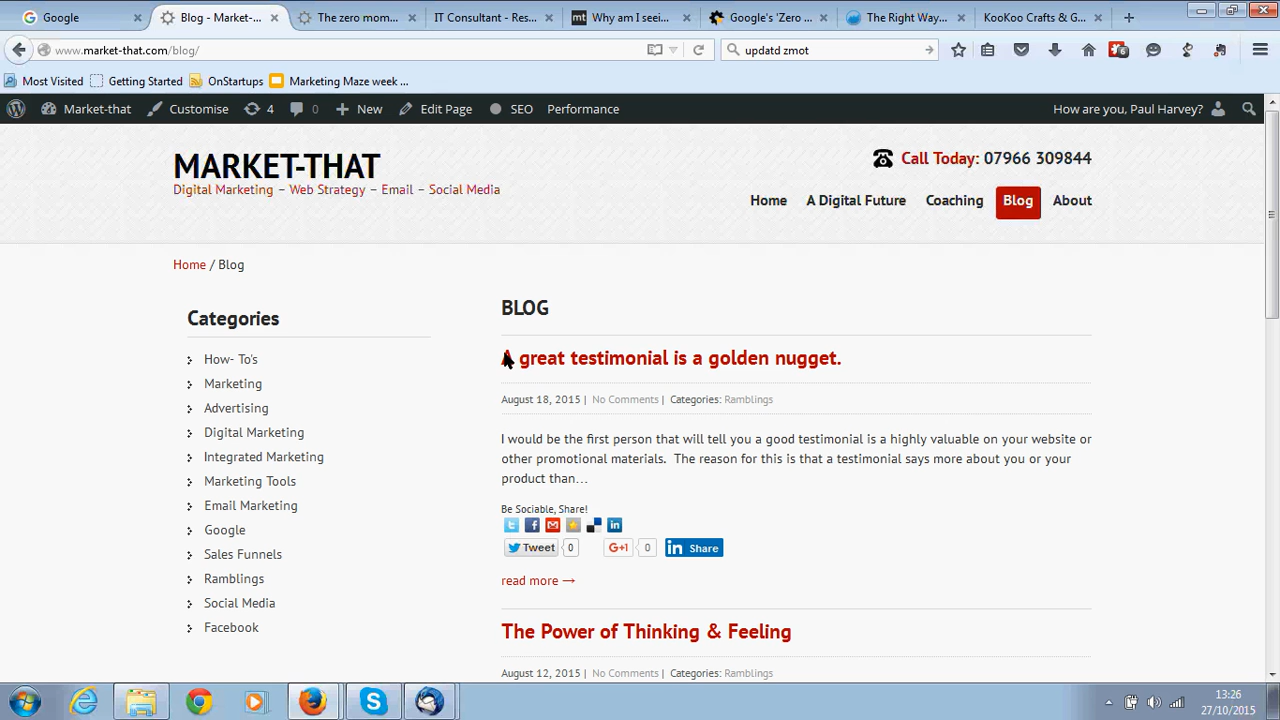 Google
Blog - Market-...
The zero mom...
IT Consultant - Res...
mt Why am I seei...
Google's 'Zero ...
The Right Way...
KooKoo Crafts & G...
www.market-that.com/blog/
updatd zmot
6
Most Visited
Getting Started
OnStartups
Marketing Maze week ...
Market-that
Customise
4
0
New
Edit Page
SEO
Performance
How are you, Paul Harvey?
MARKET-THAT
Digital Marketing – Web Strategy – Email – Social Media
Call Today: 07966 309844
Home
A Digital Future
Coaching
Blog
About
Home / Blog
Categories
How- To's
Marketing
Advertising
Digital Marketing
Integrated Marketing
Marketing Tools
Email Marketing
Google
Sales Funnels
Ramblings
Social Media
Facebook
BLOG
A great testimonial is a golden nugget.
August 18, 2015 | No Comments | Categories: Ramblings
I would be the first person that will tell you a good testimonial is a highly valuable on your website or
other promotional materials. The reason for this is that a testimonial says more about you or your
product than...
Be Sociable, Share!
Tweet 0
G+1 0
in Share
read more →
The Power of Thinking & Feeling
August 12, 2015 | No Comments | Categories: Ramblings
13:26
27/10/2015